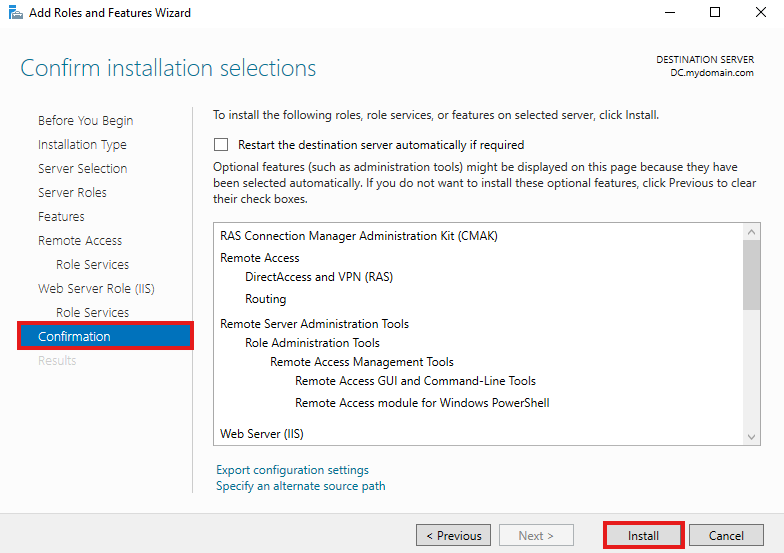 Add Roles and Features Wizard
Confirm installation selections
DESTINATION SERVER
DC.mydomain.com
Before You Begin
Installation Type
Server Selection
Server Roles
Features
Remote Access
Role Services
Web Server Role (IIS)
Role Services
Confirmation
Results
To install the following roles, role services, or features on selected server, click Install.
Restart the destination server automatically if required
Optional features (such as administration tools) might be displayed on this page because they have
been selected automatically. If you do not want to install these optional features, click Previous to clear
their check boxes.
RAS Connection Manager Administration Kit (CMAK)
Remote Access
DirectAccess and VPN (RAS)
Routing
Remote Server Administration Tools
Role Administration Tools
Remote Access Management Tools
Remote Access GUI and Command-Line Tools
Remote Access module for Windows PowerShell
Web Server (IIS)
Export configuration settings
Specify an alternate source path
< Previous
Next >
Install
Cancel